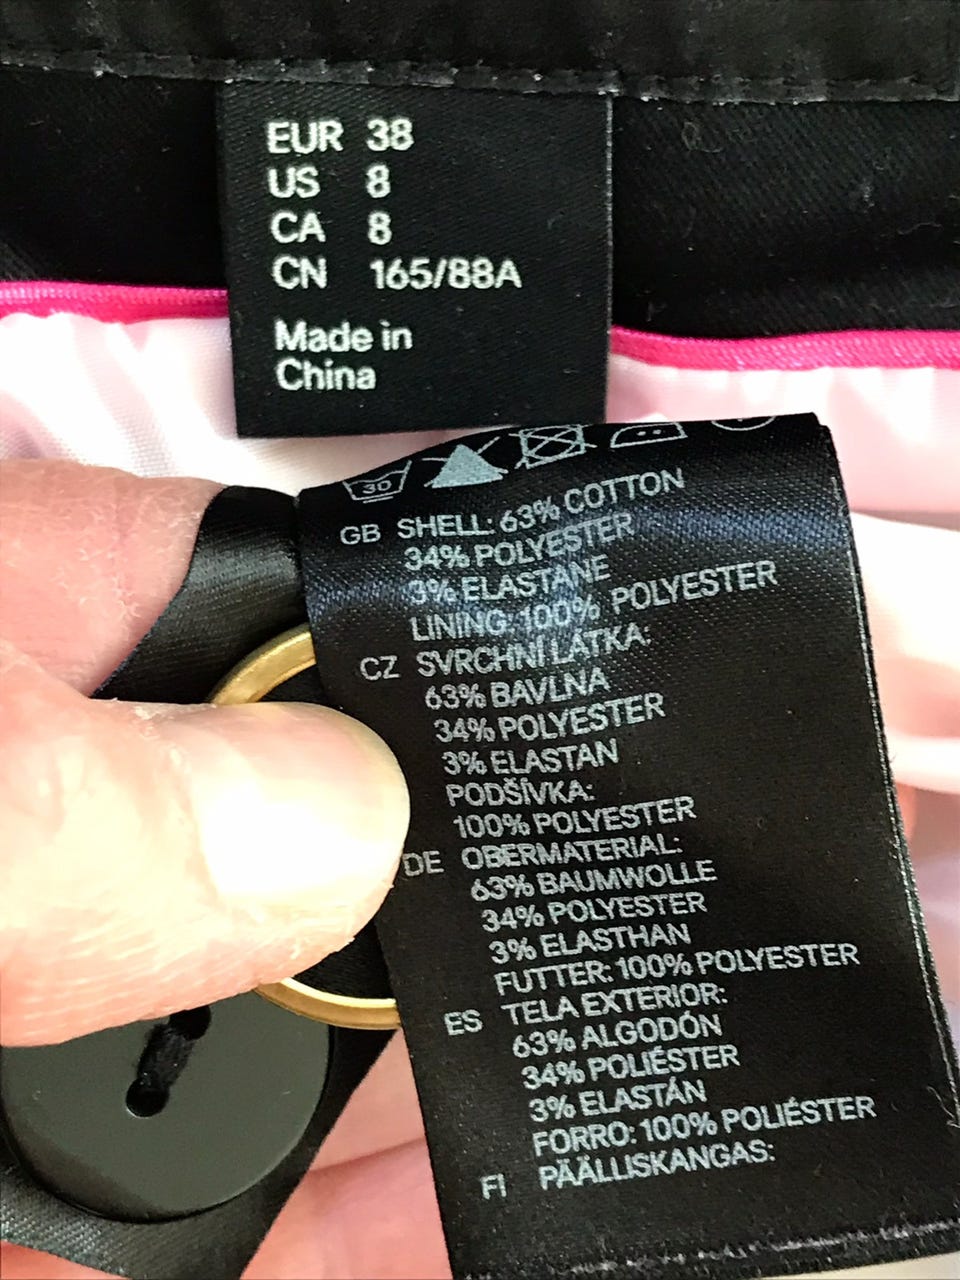 EUR 38
US 8
CA 8
CN 165/88A
Made in
China
30
GB SHELL: 63% COTTON
34% POLYESTER
3% ELASTANE
LINING: 100% POLYESTER
CZ SVRCHNÍ LÁTKA:
63% BAVLNA
34% POLYESTER
3% ELASTAN
PODŠÍVKA:
100% POLYESTER
DE OBERMATERIAL:
63% BAUMWOLLE
34% POLYESTER
3% ELASTHAN
FUTTER: 100% POLYESTER
ES TELA EXTERIOR:
63% ALGODÓN
34% POLIÉSTER
3% ELASTÁN
FORRO: 100% POLIÉSTER
FI PÄÄLLISKANGAS: